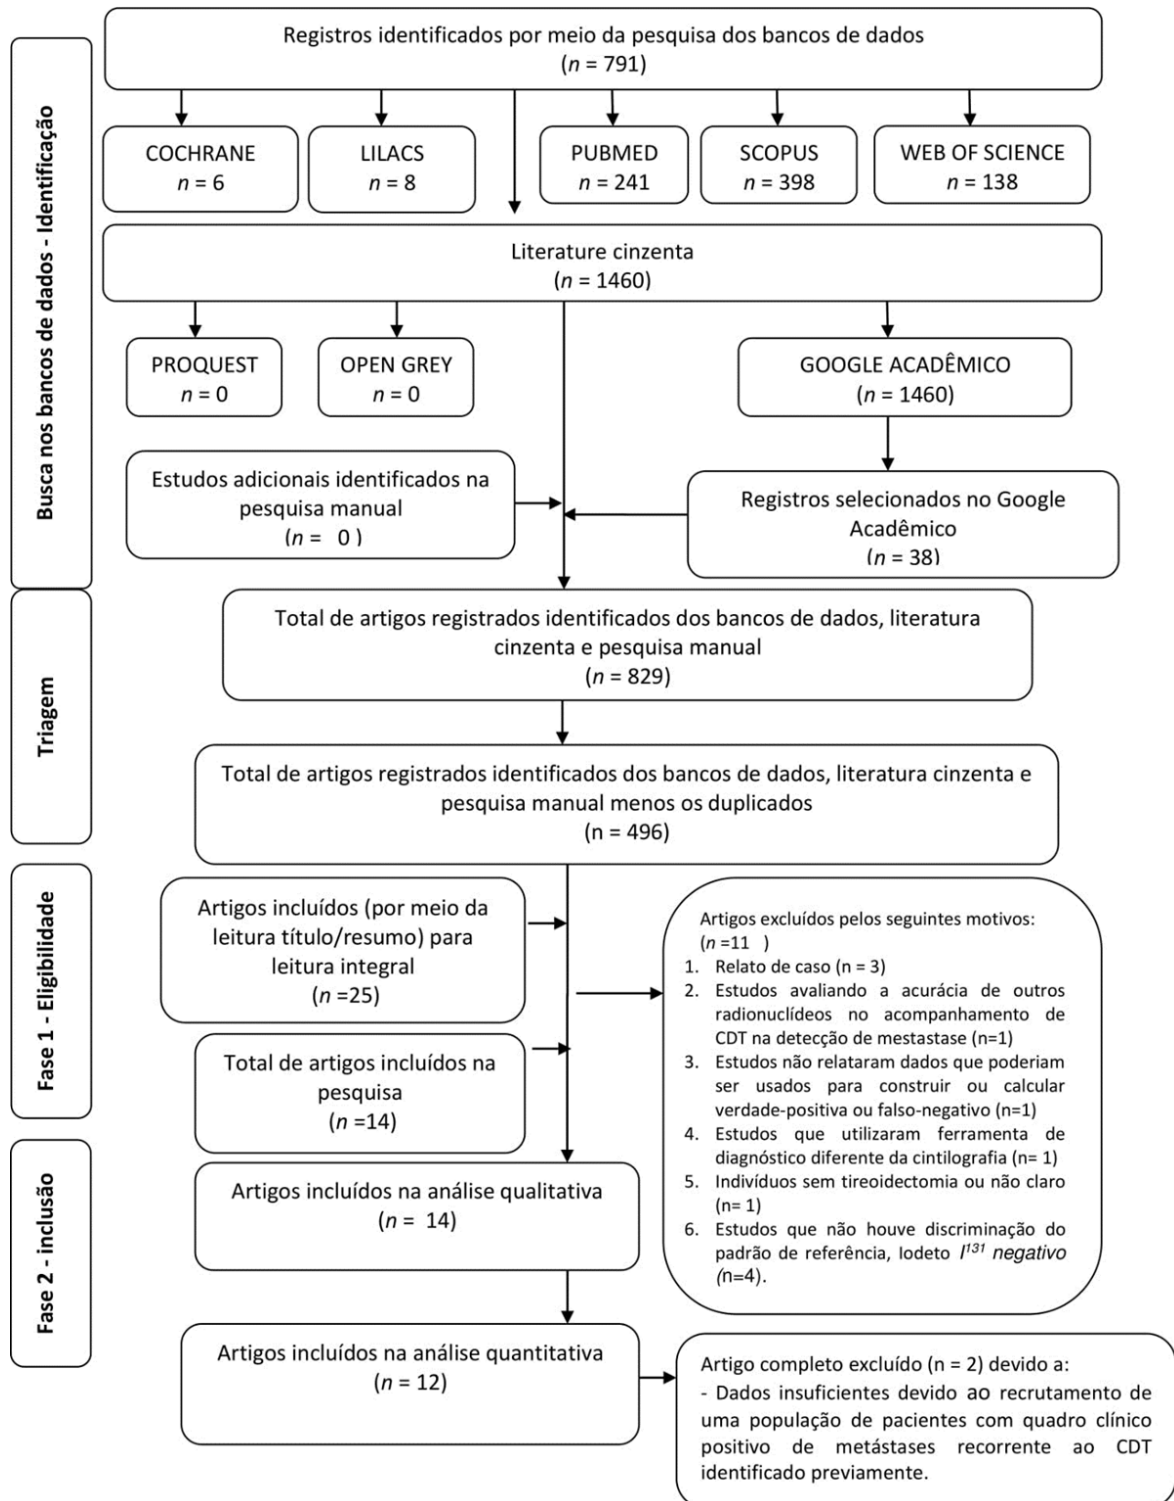 Busca nos bancos de dados - Identificação
Registros identificados por meio da pesquisa dos bancos de dados
(n = 791)
COCHRANE
n = 6
LILACS
n = 8
PUBMED
n = 241
SCOPUS
n = 398
WEB OF SCIENCE
n = 138
Literature cinzenta
(n = 1460)
PROQUEST
n = 0
OPEN GREY
n = 0
GOOGLE ACADÊMICO
(n = 1460)
Estudos adicionais identificados na
pesquisa manual
(n = 0 )
Registros selecionados no Google
Acadêmico
(n = 38)
Triagem
Total de artigos registrados identificados dos bancos de dados, literatura
cinzenta e pesquisa manual
(n = 829)
Total de artigos registrados identificados dos bancos de dados, literatura cinzenta e
pesquisa manual menos os duplicados
(n = 496)
Fase 1 - Eligibilidade
Artigos incluídos (por meio da
leitura título/resumo) para
leitura integral
(n =25)
Total de artigos incluídos na
pesquisa
(n =14)
Artigos excluídos pelos seguintes motivos:
(n =11 )
1. Relato de caso (n = 3)
2. Estudos avaliando a acurácia de outros
radionuclídeos no acompanhamento de
CDT na detecção de mestastase (n=1)
3. Estudos não relataram dados que poderiam
ser usados para construir ou calcular
verdade-positiva ou falso-negativo (n=1)
4. Estudos que utilizaram ferramenta de
diagnóstico diferente da cintilografia (n= 1)
5. Indivíduos sem tireoidectomia ou não claro
(n= 1)
6. Estudos que não houve discriminação do
padrão de referência, Iodeto I¹³¹ negativo
(n=4).
Fase 2 - inclusão
Artigos incluídos na análise qualitativa
(n = 14)
Artigos incluídos na análise quantitativa
(n = 12)
Artigo completo excluído (n = 2) devido a:
- Dados insuficientes devido ao recrutamento de
uma população de pacientes com quadro clínico
positivo de metástases recorrente ao CDT
identificado previamente.